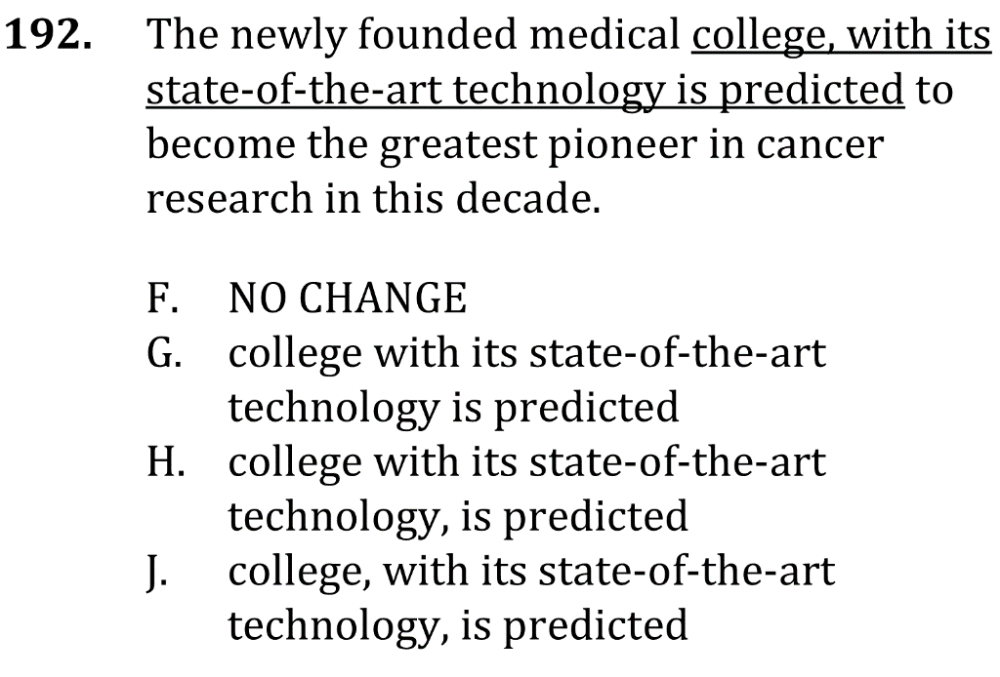 192. The newly founded medical college, with its
state-of-the-art technology is predicted to
become the greatest pioneer in cancer
research in this decade.
F. NO CHANGE
G. college with its state-of-the-art
technology is predicted
H. college with its state-of-the-art
technology, is predicted
J. college, with its state-of-the-art
technology, is predicted